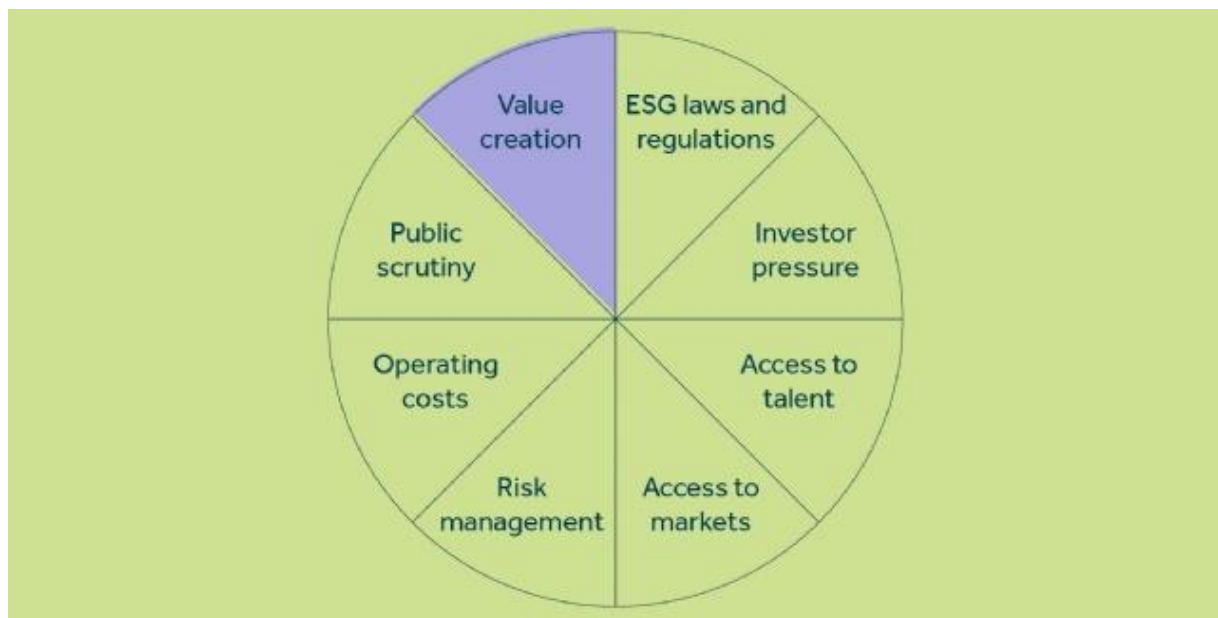 Value
creation
ESG laws and
regulations
Public
scrutiny
Investor
pressure
Operating
costs
Access to
talent
Risk
management
Access to
markets